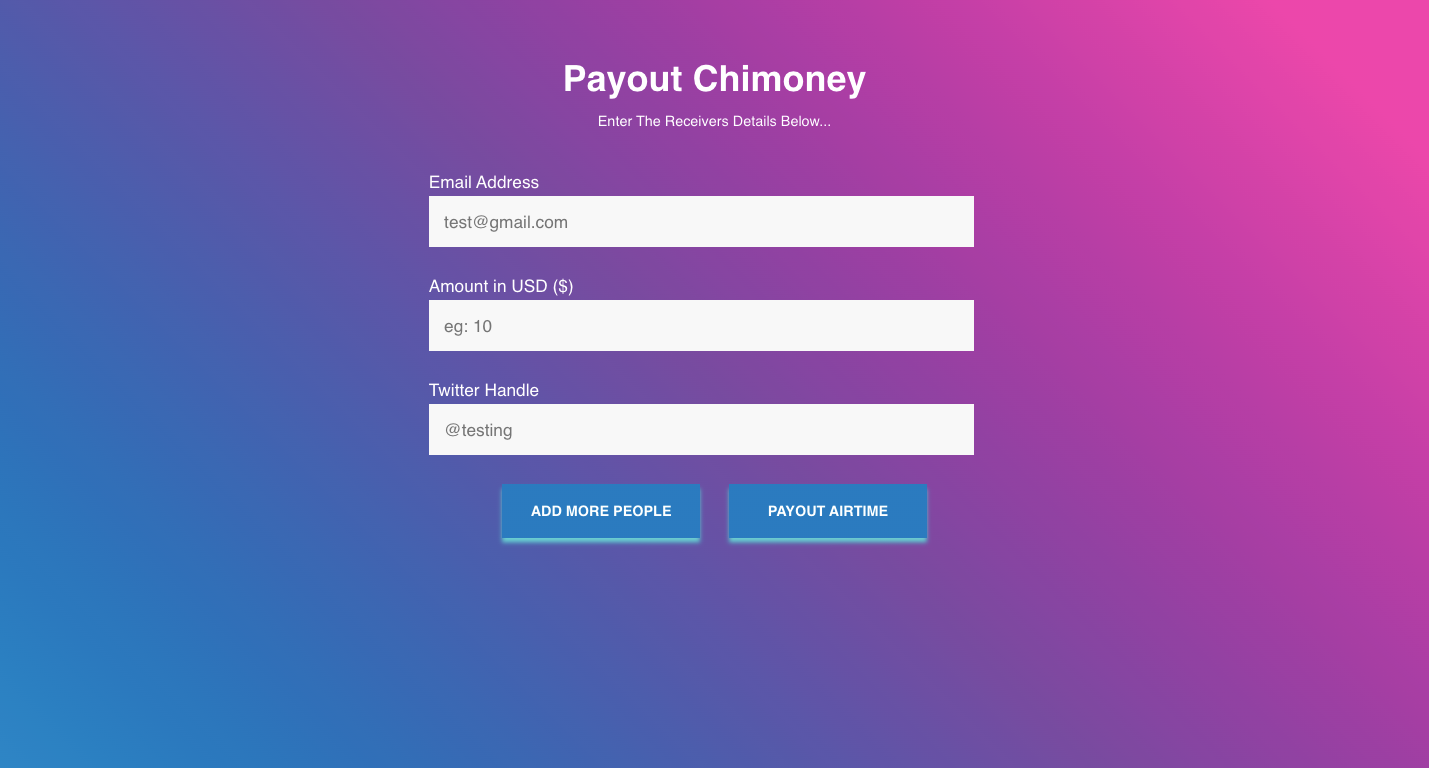 Payout Chimoney
Enter The Receivers Details Below...
Email Address
test@gmail.com
Amount in USD ($)
eg: 10
Twitter Handle
@testing
ADD MORE PEOPLE
PAYOUT AIRTIME